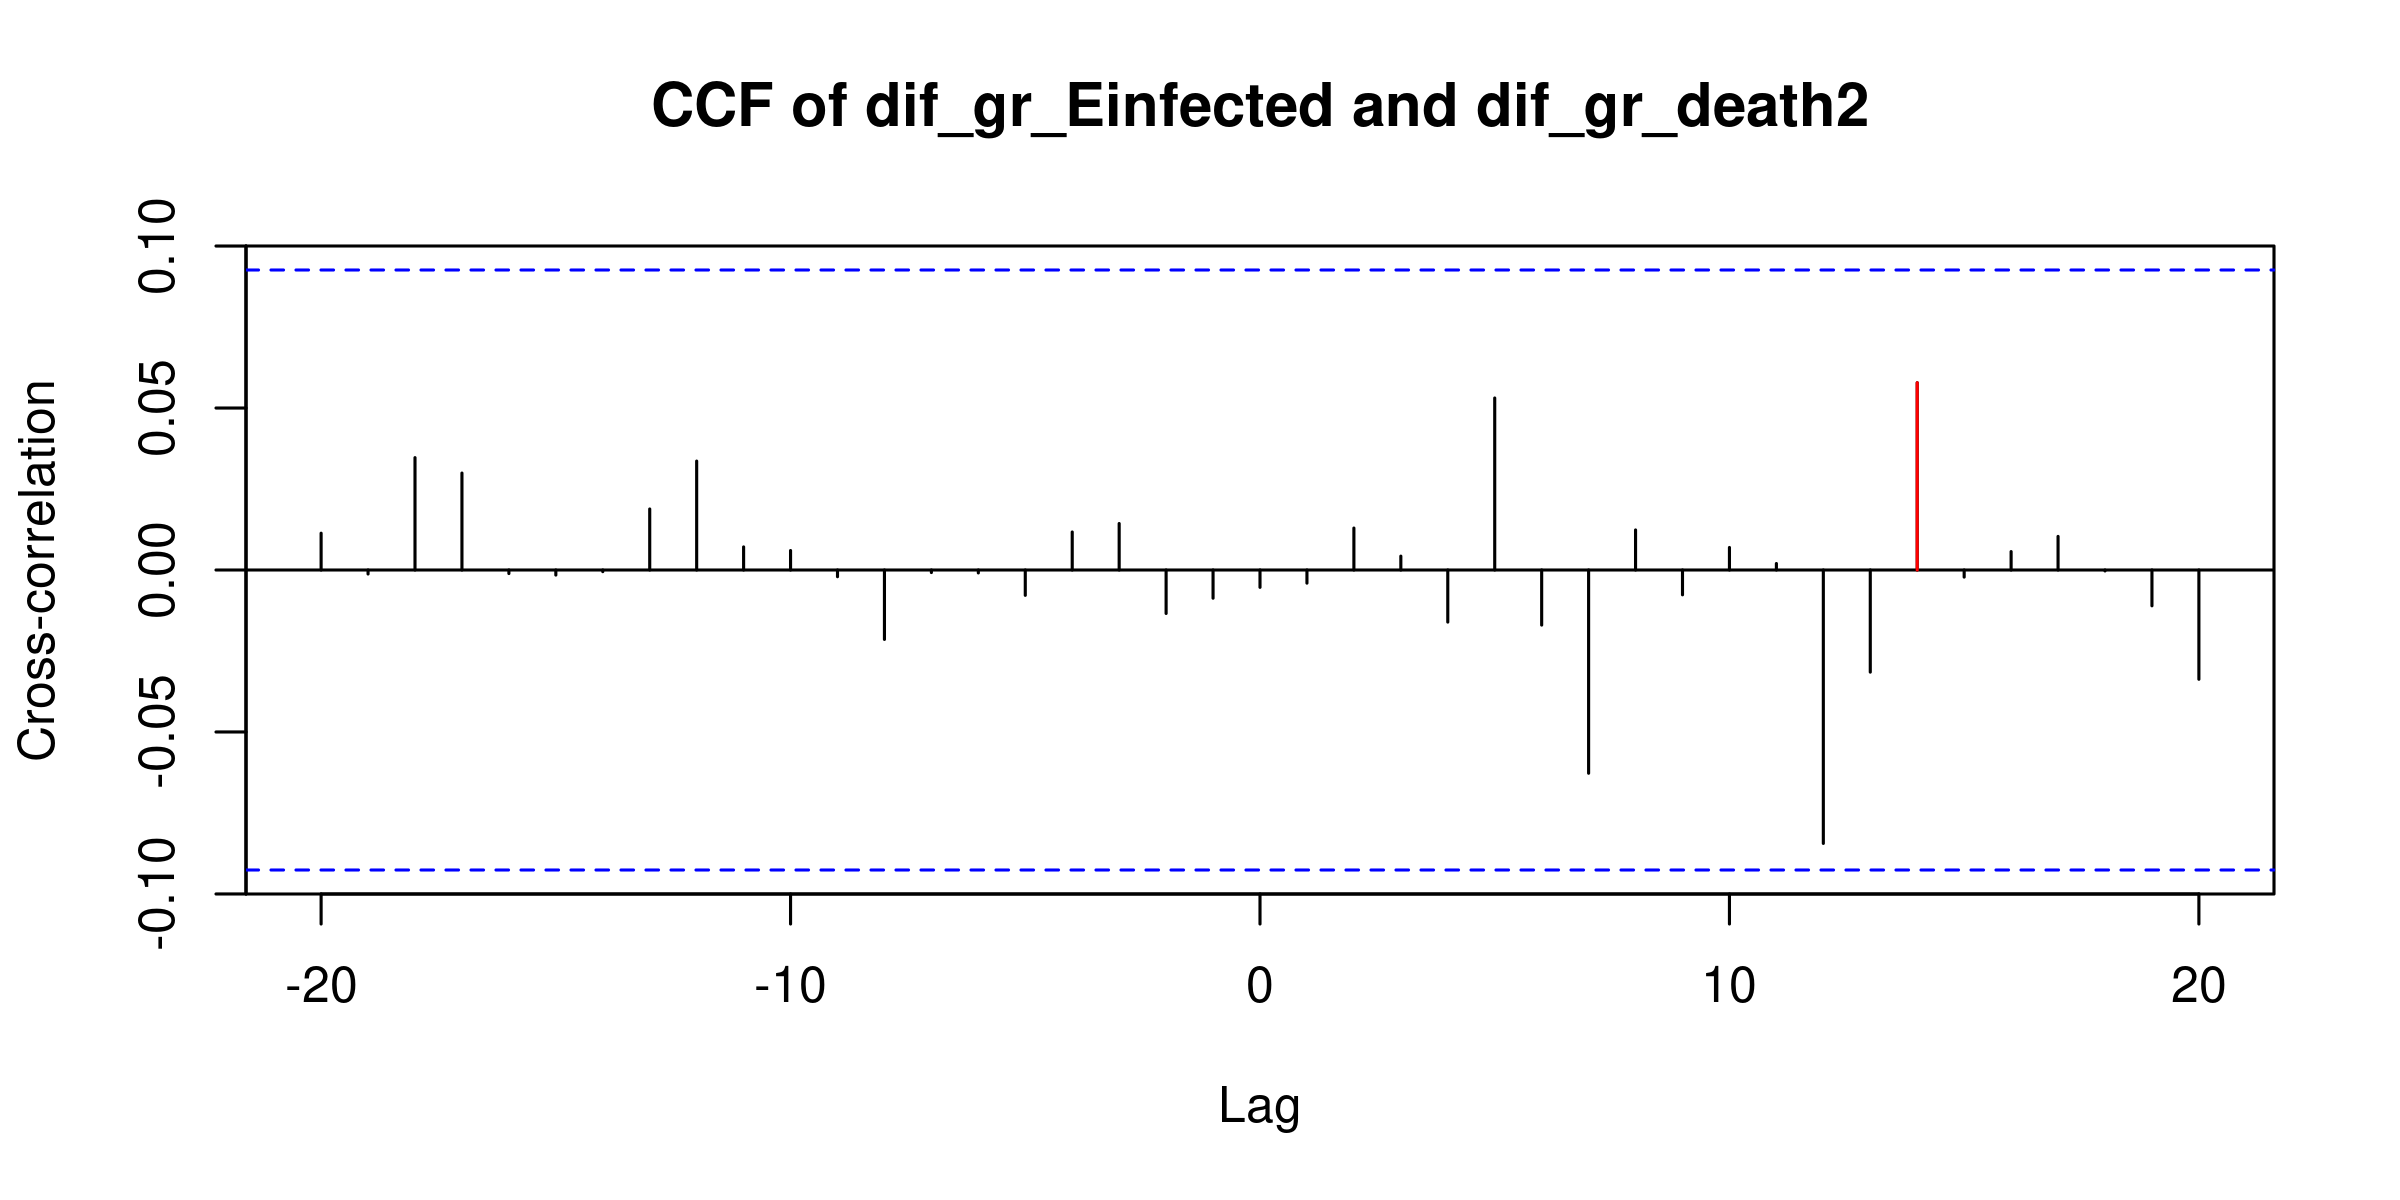 CCF of dif_gr_Einfected and dif_gr_death2
Cross-correlation
0.10
0.05
0.00
-0.05
-0.10
-20 -10 0 10 20
Lag